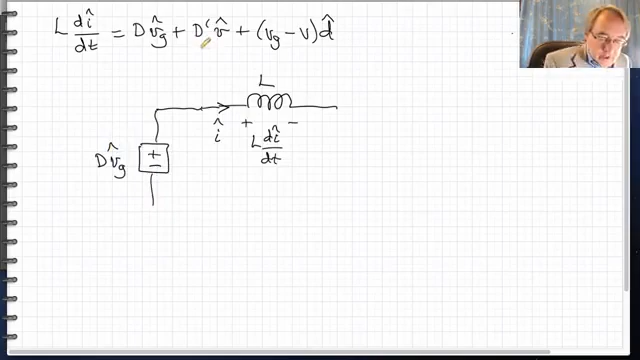 L dî/dt = D v̂g + D' v̂ + (Vg − V) d̂
L
î
+ −
L dî/dt
D v̂g
+
−